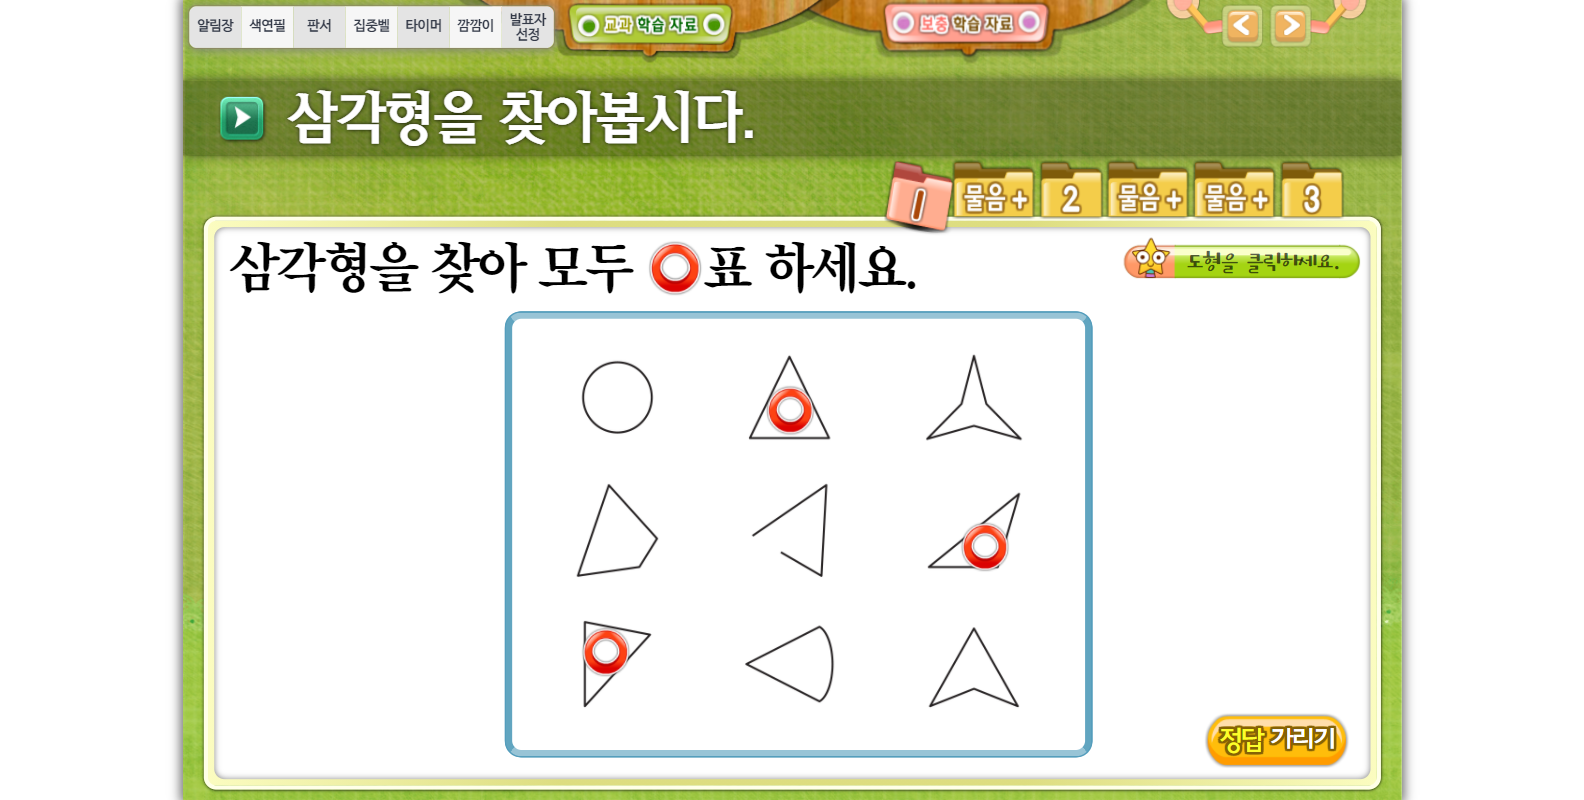 알림장 색연필 판서 집중벨 타이머 깜깜이 발표자 선정
교과 학습 자료
보충 학습 자료
삼각형을 찾아봅시다.
1 물음+ 2 물음+ 물음+ 3
삼각형을 찾아 모두 표 하세요.
도형을 클릭하세요.
정답 가리기